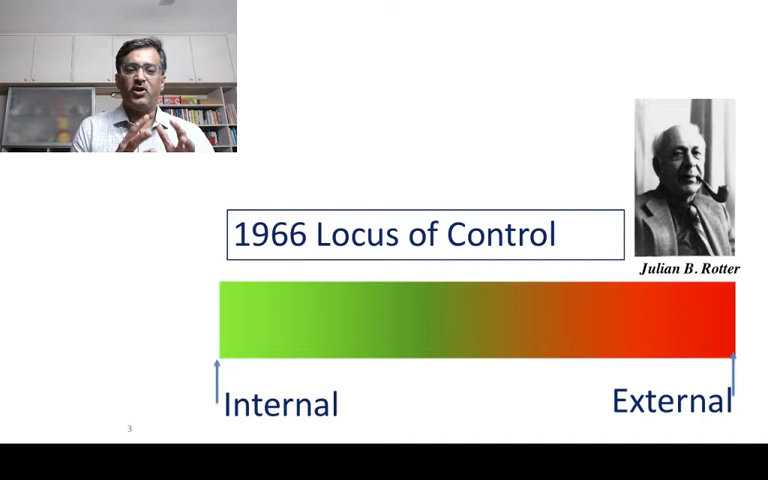 1966 Locus of Control
Julian B. Rotter
Internal
External
3